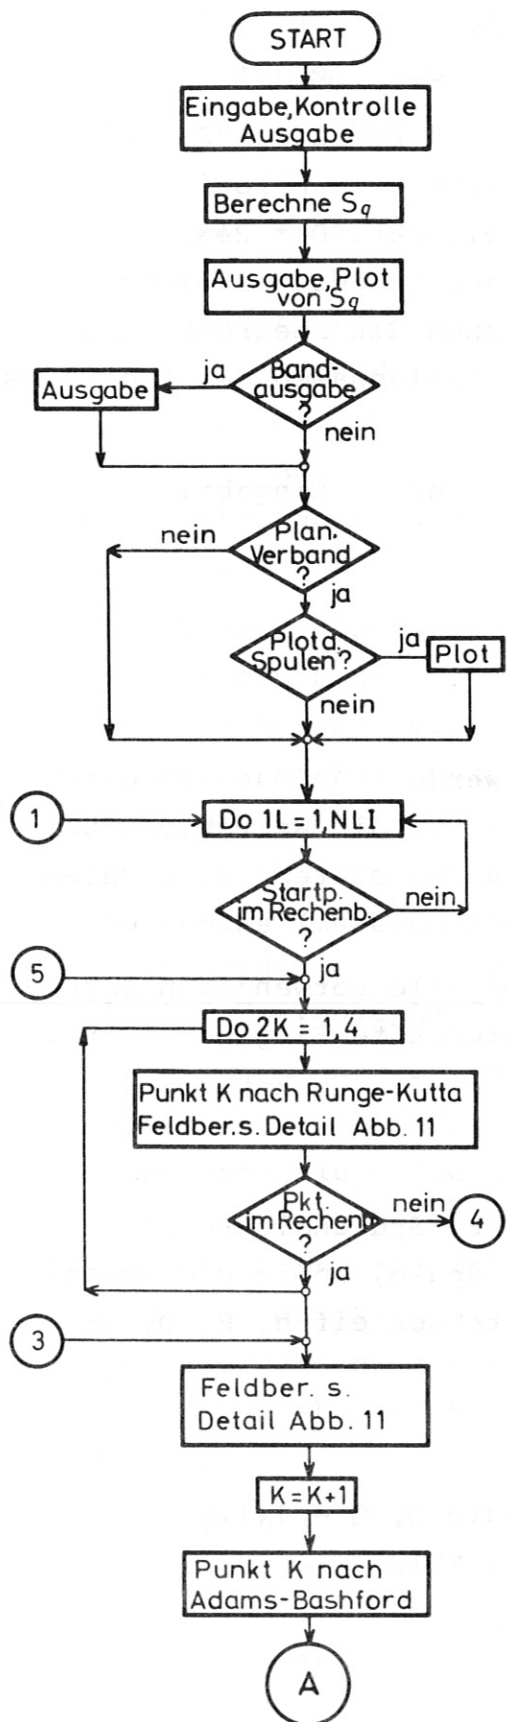 START
Eingabe,Kontrolle
Ausgabe
Berechne Sq
Ausgabe,Plot
von Sq
Band-
ausgabe
?
ja
Ausgabe
nein
Plan.
Verband
?
nein
ja
Plot d.
Spulen?
ja
Plot
nein
1
Do 1L=1,NLI
Startp.
im Rechenb.
?
nein
ja
5
Do 2K = 1,4
Punkt K nach Runge-Kutta
Feldber.s. Detail Abb. 11
Pkt.
im Rechenb
?
nein
4
ja
3
Feldber. s.
Detail Abb. 11
K=K+1
Punkt K nach
Adams-Bashford
A